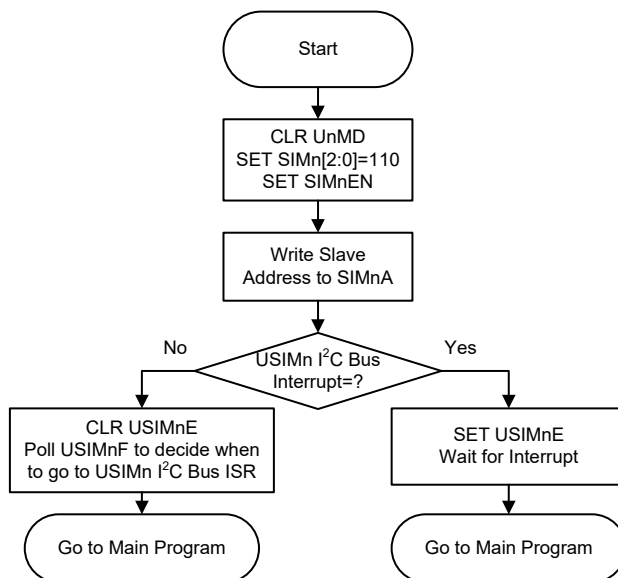 Start
CLR UnMD
SET SIMn[2:0]=110
SET SIMnEN
Write Slave
Address to SIMnA
No
USIMn I²C Bus
Interrupt=?
Yes
CLR USIMnE
Poll USIMnF to decide when
to go to USIMn I²C Bus ISR
SET USIMnE
Wait for Interrupt
Go to Main Program
Go to Main Program